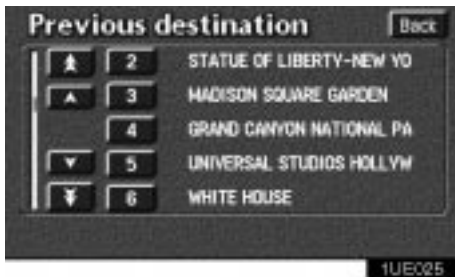 Previous destination Back
2 STATUE OF LIBERTY-NEW YO
3 MADISON SQUARE GARDEN
4 GRAND CANYON NATIONAL PA
5 UNIVERSAL STUDIOS HOLLYW
6 WHITE HOUSE
1UE025